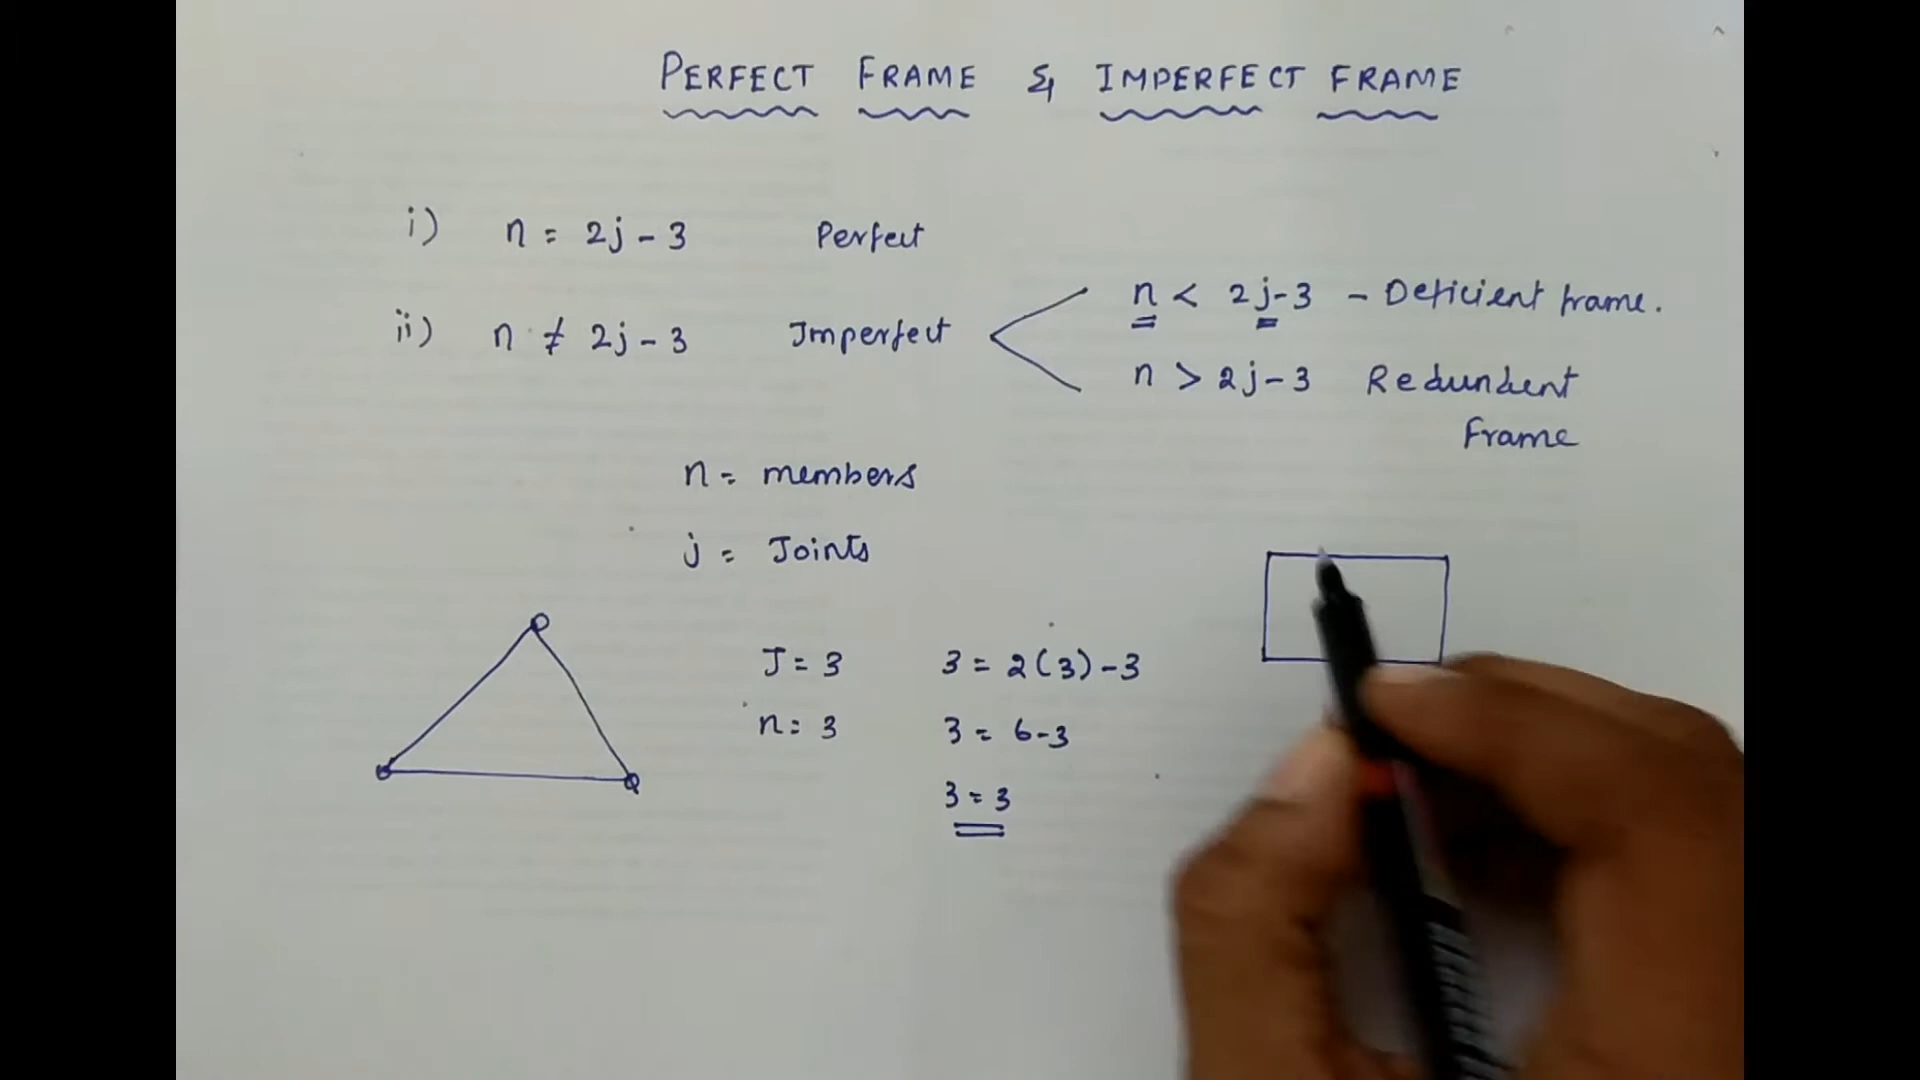 PERFECT FRAME & IMPERFECT FRAME
i) n = 2j - 3 Perfect
ii) n ≠ 2j - 3 Imperfect
n < 2j - 3 - Deficient frame.
n > 2j - 3 Redundent
Frame
n = members
j = Joints
J = 3
n = 3
3 = 2(3) - 3
3 = 6 - 3
3 = 3